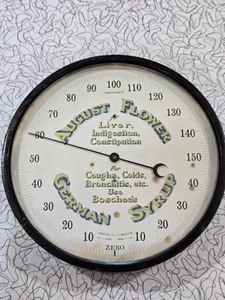 AUGUST FLOWER
Liver,
Indigestion,
Constipation
For
Coughs, Colds,
Bronchitis, etc.
Use
Boschee's
GERMAN SYRUP
ZERO
10
20
30
40
50
60
70
80
90
100
110
120
130
140
150
10
20
30
40